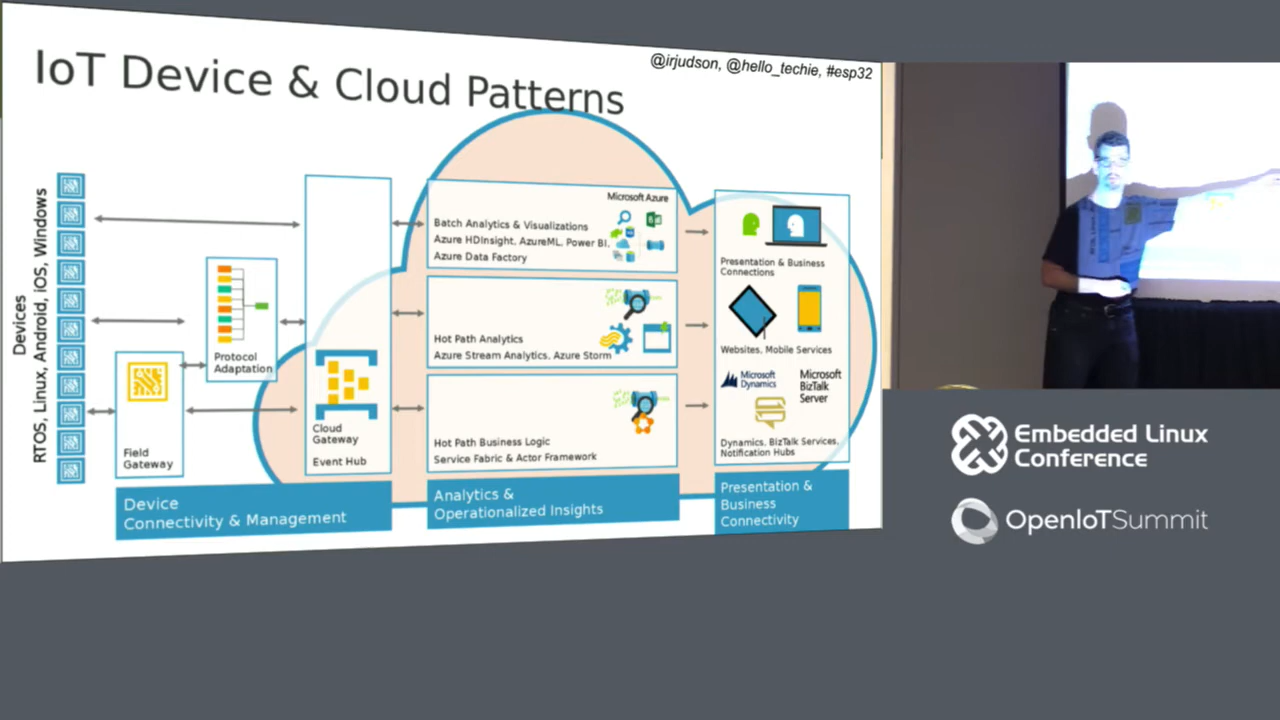 IoT Device & Cloud Patterns
@irjudson, @hello_techie, #esp32
Devices
RTOS, Linux, Android, iOS, Windows
Field
Gateway
Protocol
Adaptation
Cloud
Gateway
Event Hub
Microsoft Azure
Batch Analytics & Visualizations
Azure HDInsight, AzureML, Power BI,
Azure Data Factory
Hot Path Analytics
Azure Stream Analytics, Azure Storm
Hot Path Business Logic
Service Fabric & Actor Framework
Presentation & Business
Connections
Websites, Mobile Services
Microsoft
Dynamics
Microsoft
BizTalk
Server
Dynamics, BizTalk Services,
Notification Hubs
Device
Connectivity & Management
Analytics &
Operationalized Insights
Presentation &
Business
Connectivity
Embedded Linux
Conference
OpenIoTSummit